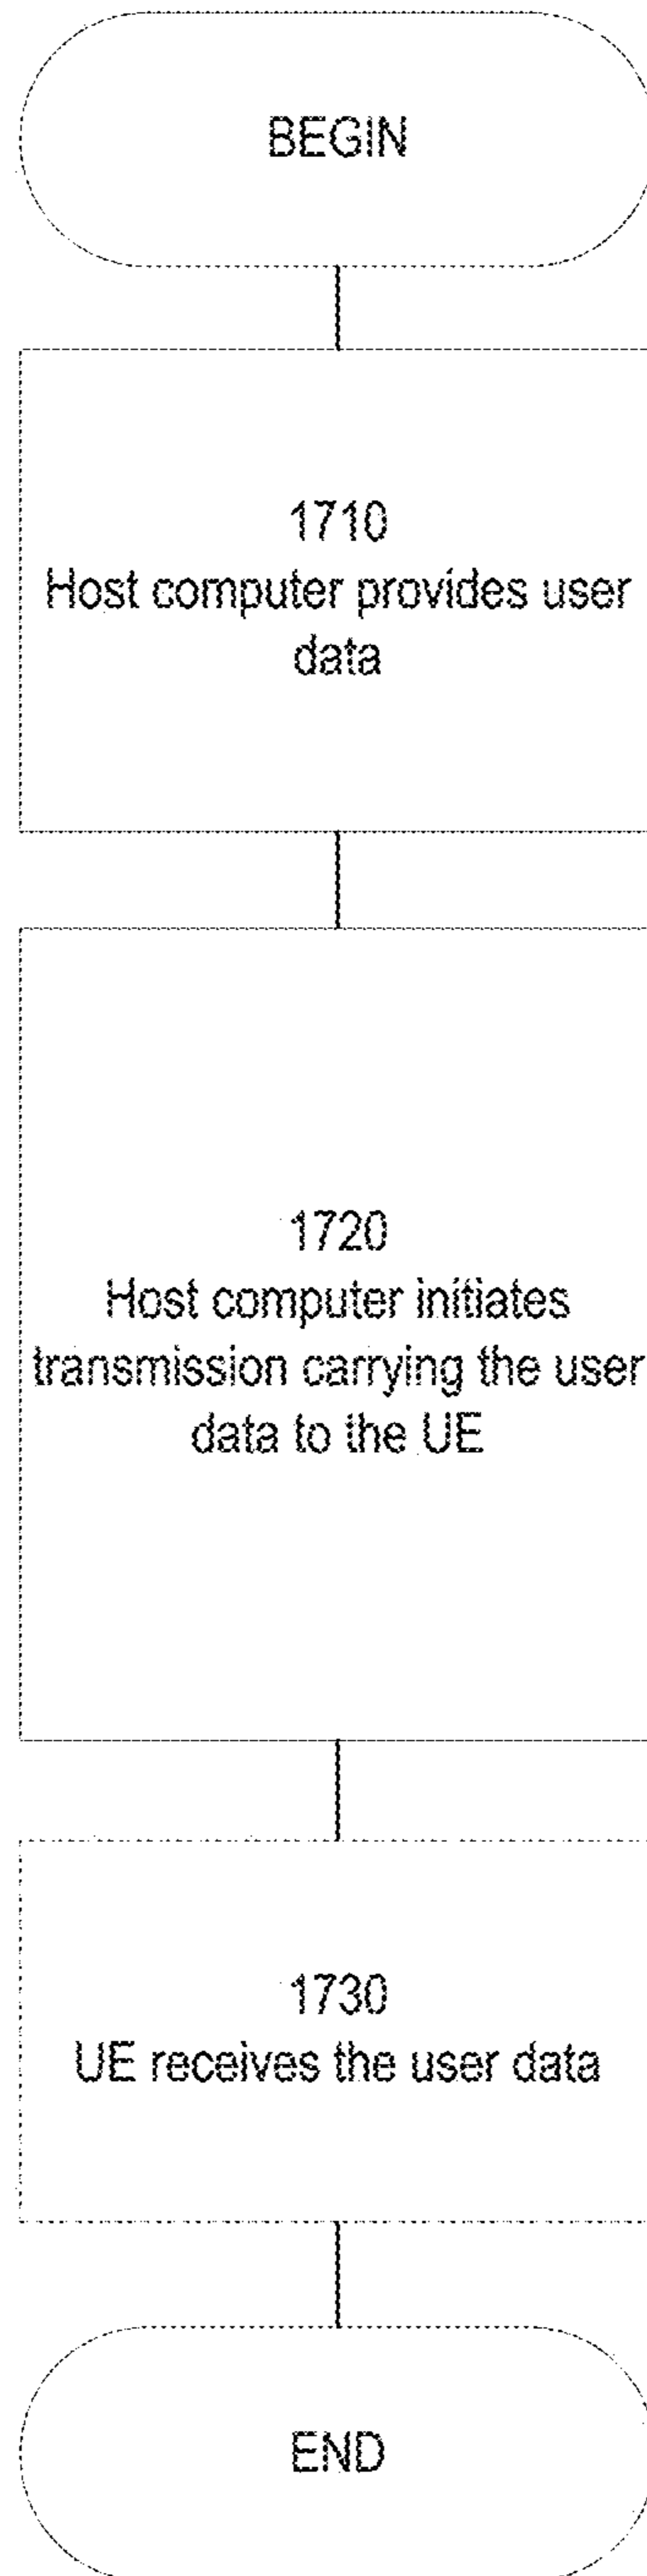 BEGIN
1710
Host computer provides user
data
1720
Host computer initiates
transmission carrying the user
data to the UE
1730
UE receives the user data
END